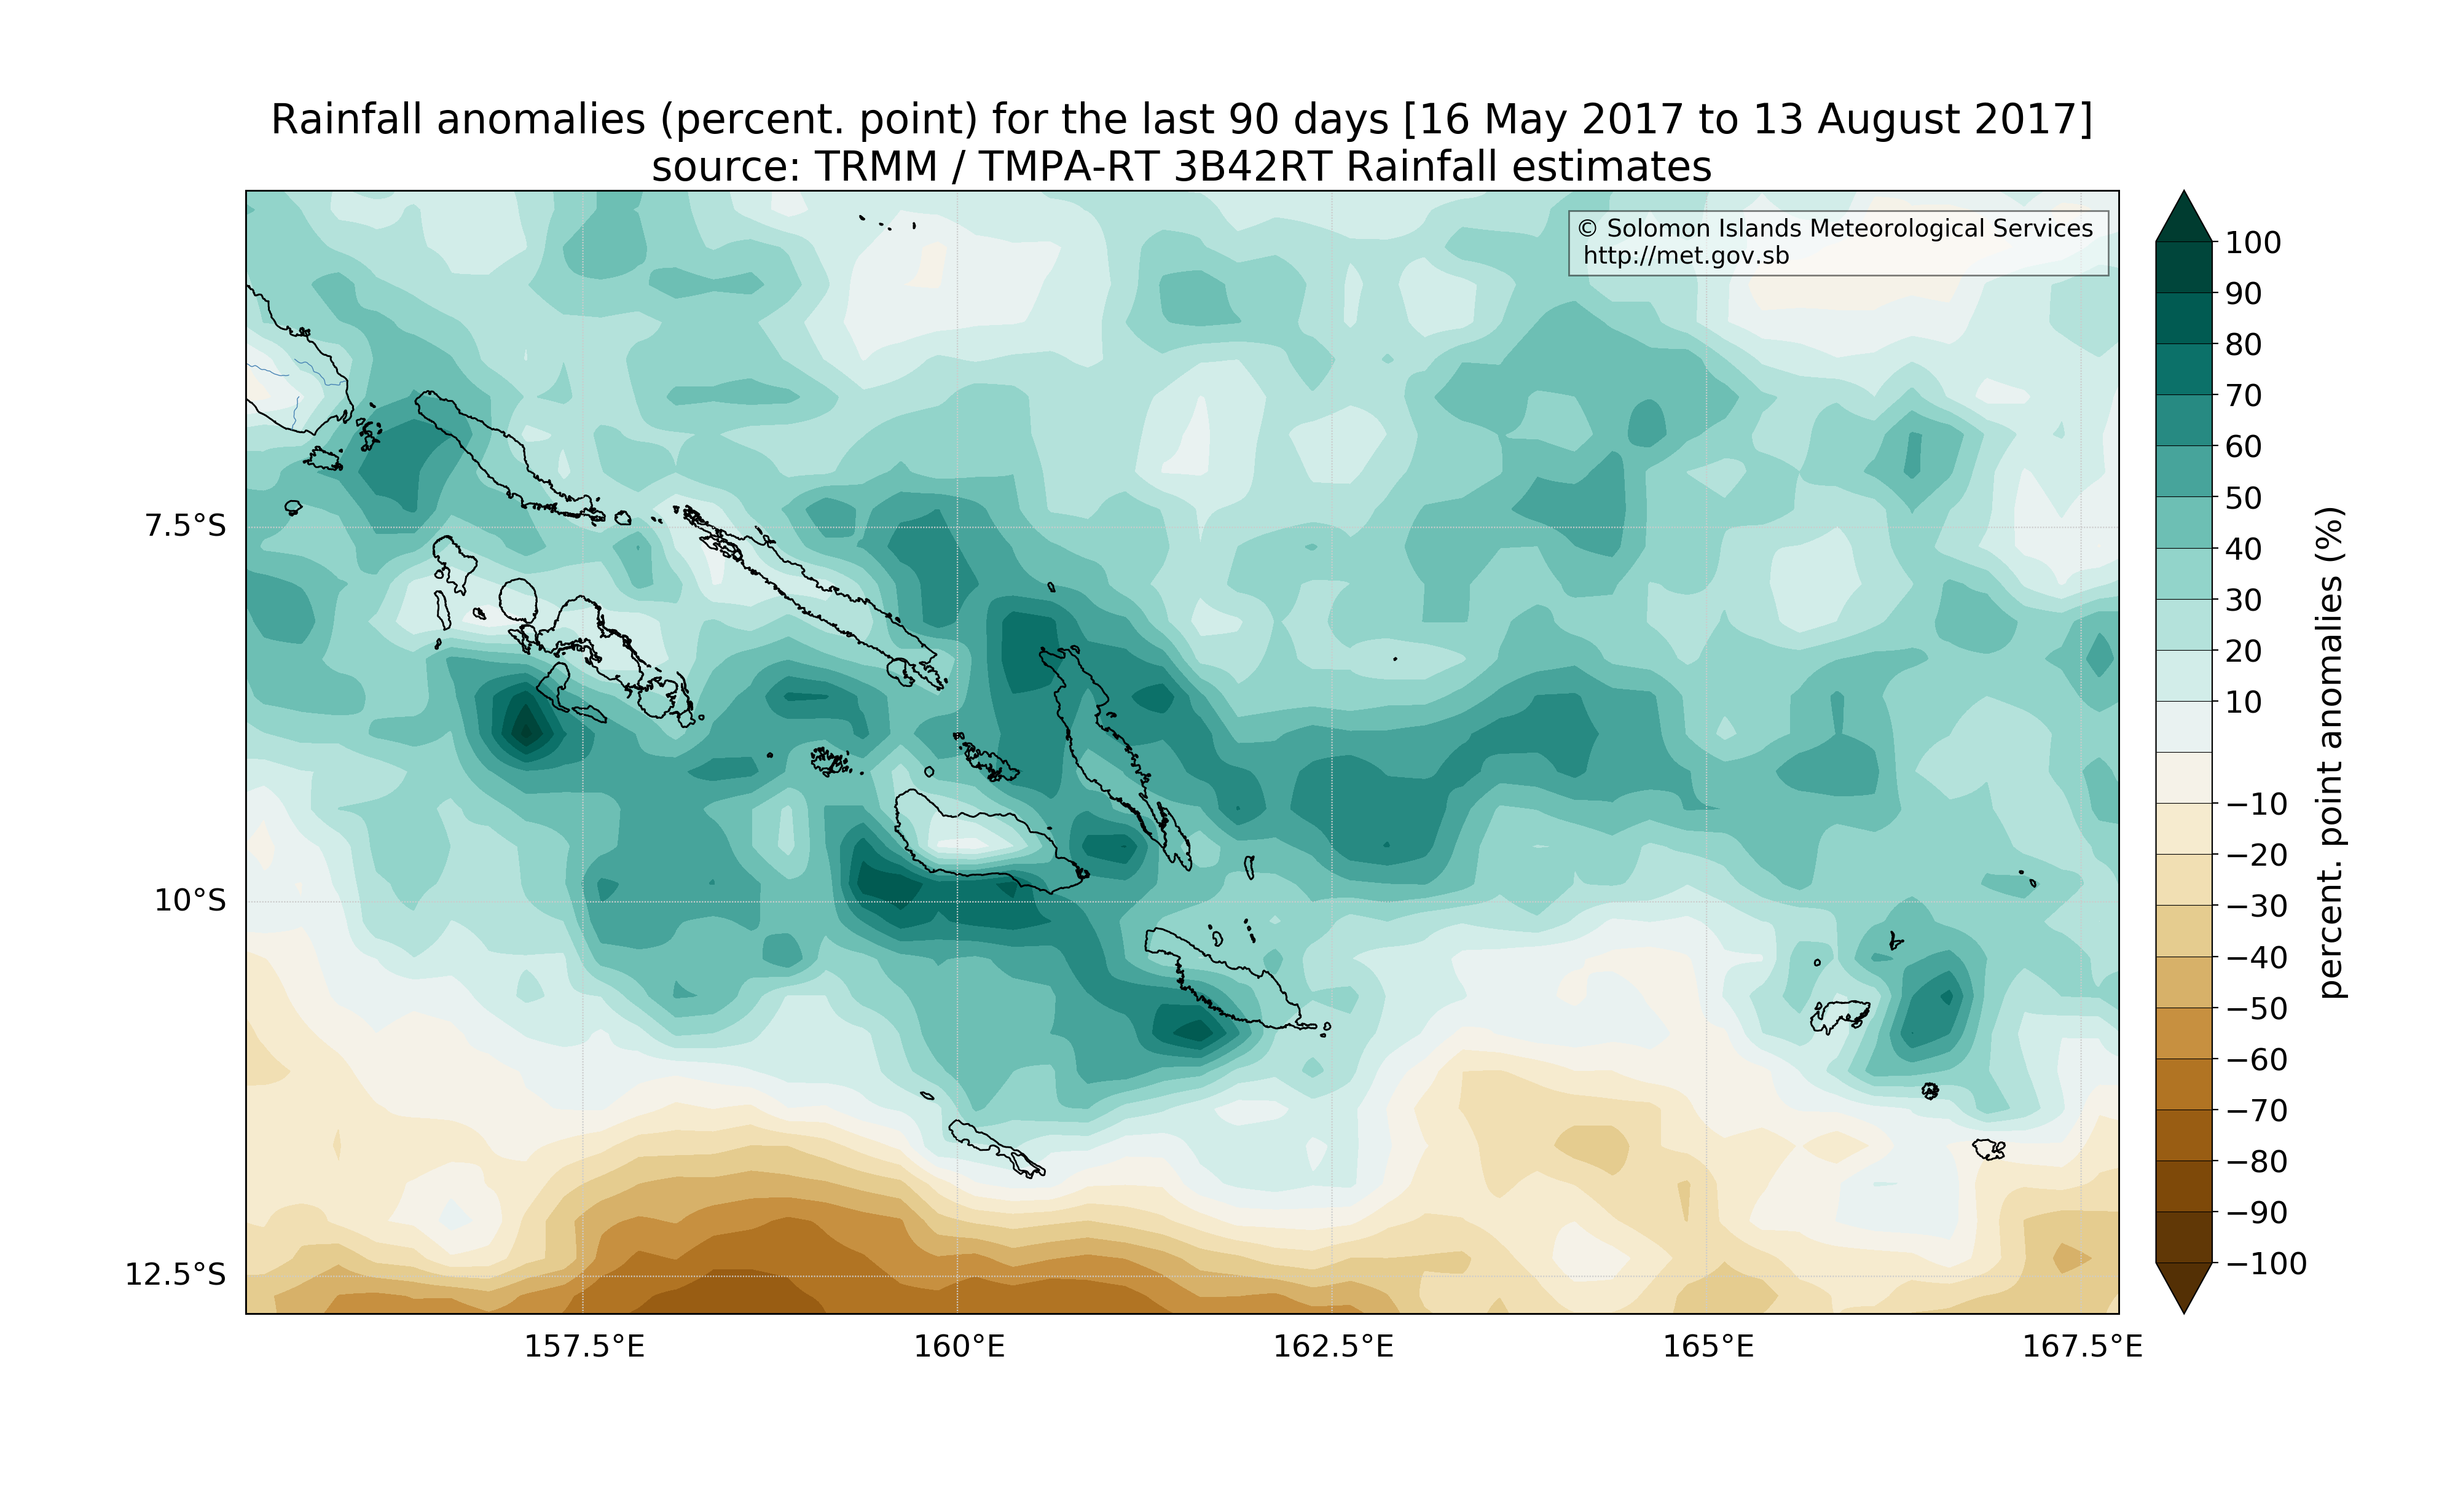 Rainfall anomalies (percent. point) for the last 90 days [16 May 2017 to 13 August 2017]
source: TRMM / TMPA-RT 3B42RT Rainfall estimates
© Solomon Islands Meteorological Services
http://met.gov.sb
7.5°S
10°S
12.5°S
157.5°E
160°E
162.5°E
165°E
167.5°E
100
90
80
70
60
50
40
30
20
10
−10
−20
−30
−40
−50
−60
−70
−80
−90
−100
percent. point anomalies (%)